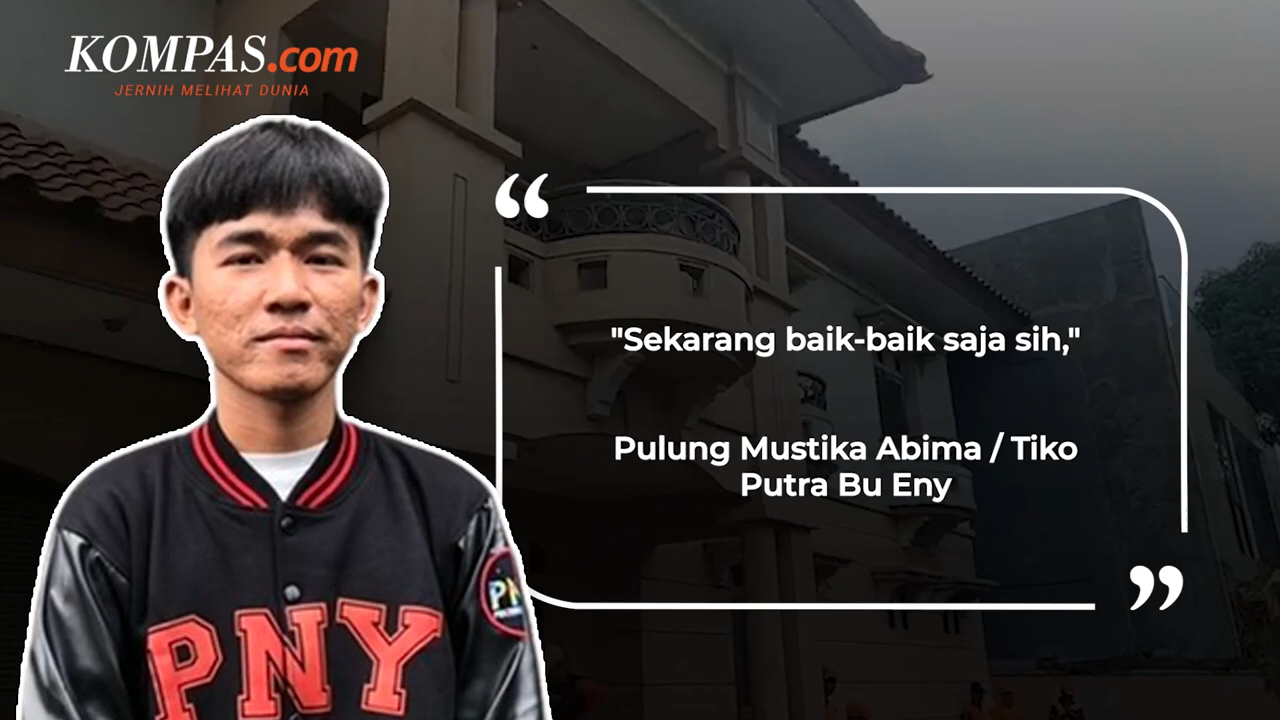 KOMPAS.com
JERNIH MELIHAT DUNIA
"Sekarang baik-baik saja sih,"
Pulung Mustika Abima / Tiko
Putra Bu Eny
PNY